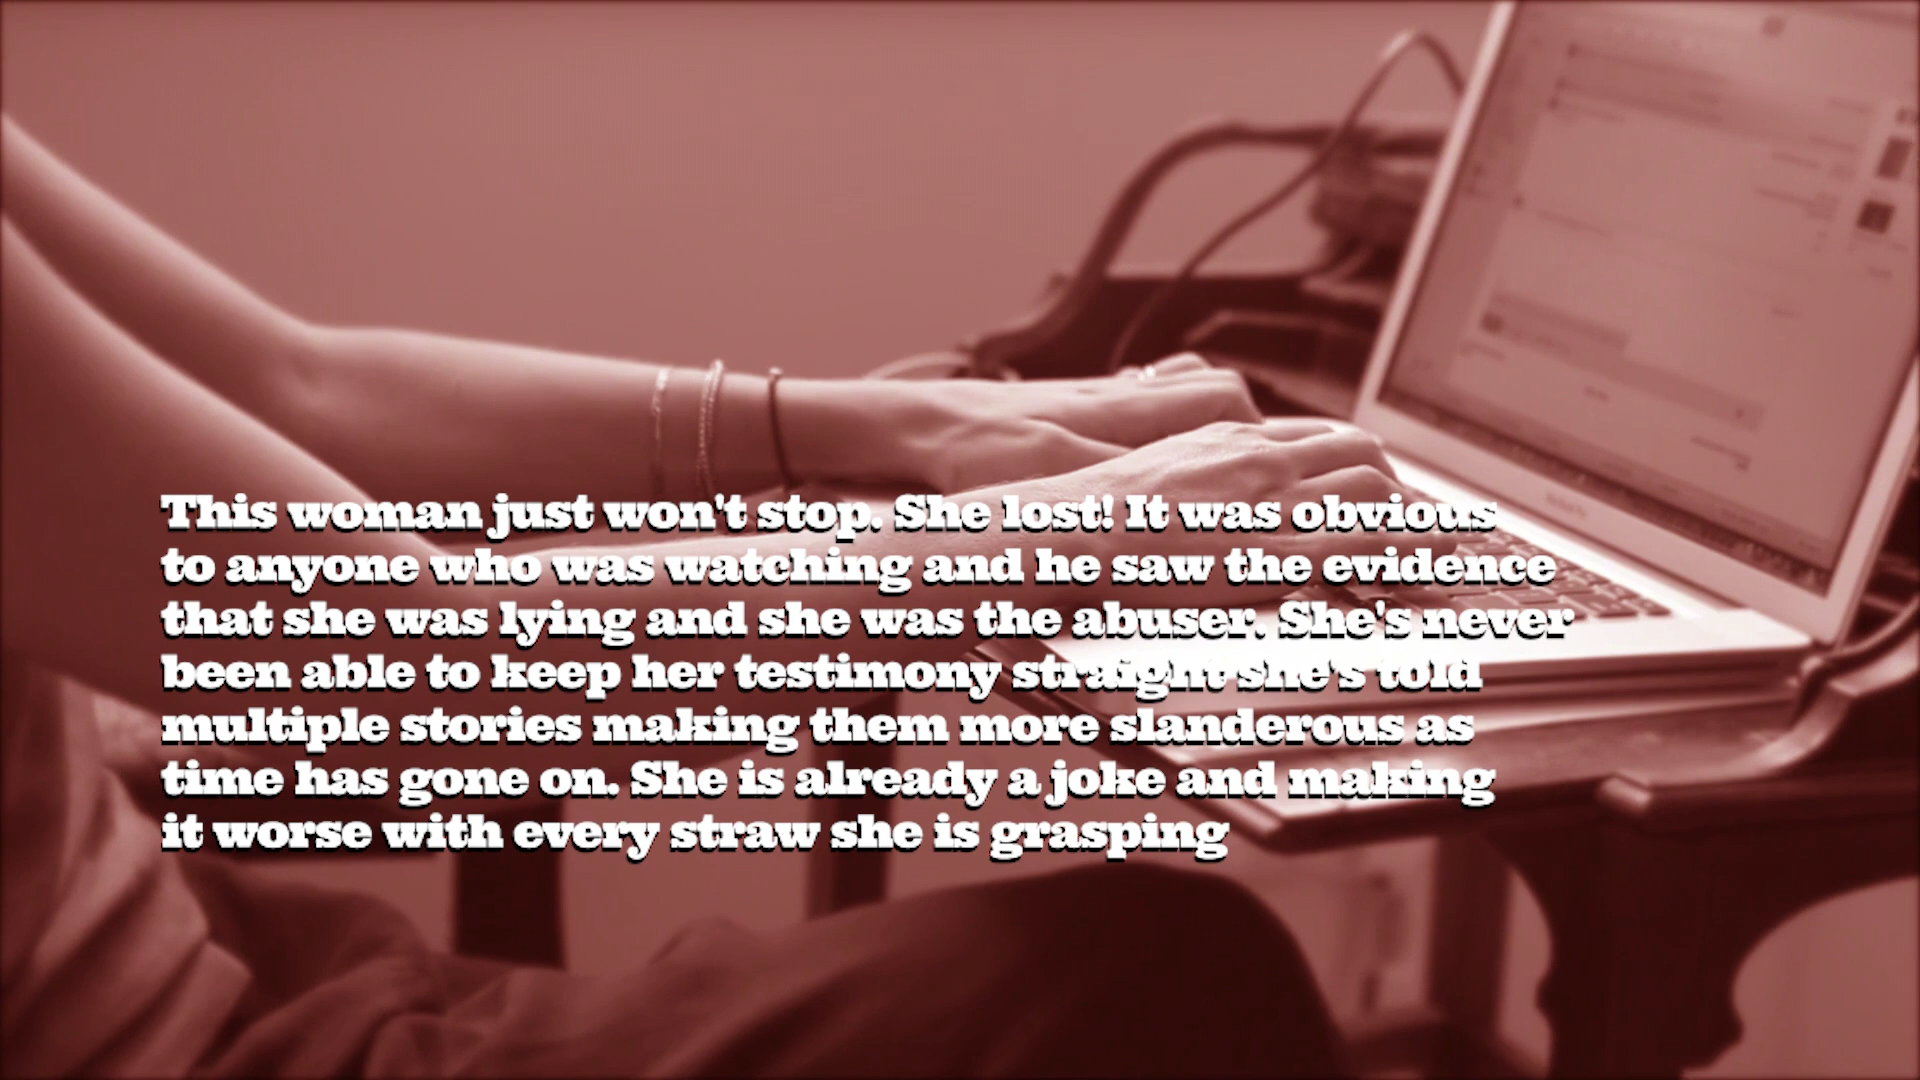 This woman just won't stop. She lost! It was obvious
to anyone who was watching and he saw the evidence
that she was lying and she was the abuser. She's never
been able to keep her testimony straight she's told
multiple stories making them more slanderous as
time has gone on. She is already a joke and making
it worse with every straw she is grasping